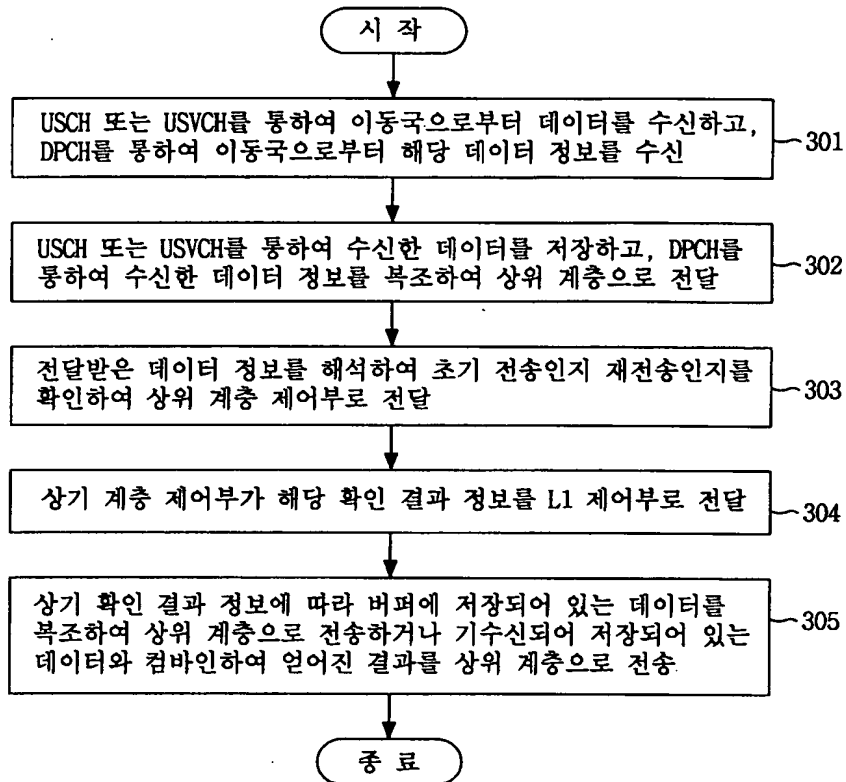 시 작
USCH 또는 USVCH를 통하여 이동국으로부터 데이터를 수신하고,
DPCH를 통하여 이동국으로부터 해당 데이터 정보를 수신
301
USCH 또는 USVCH를 통하여 수신한 데이터를 저장하고, DPCH를
통하여 수신한 데이터 정보를 복조하여 상위 계층으로 전달
302
전달받은 데이터 정보를 해석하여 초기 전송인지 재전송인지를
확인하여 상위 계층 제어부로 전달
303
상기 계층 제어부가 해당 확인 결과 정보를 L1 제어부로 전달
304
상기 확인 결과 정보에 따라 버퍼에 저장되어 있는 데이터를
복조하여 상위 계층으로 전송하거나 기수신되어 저장되어 있는
데이터와 컴바인하여 얻어진 결과를 상위 계층으로 전송
305
종 료